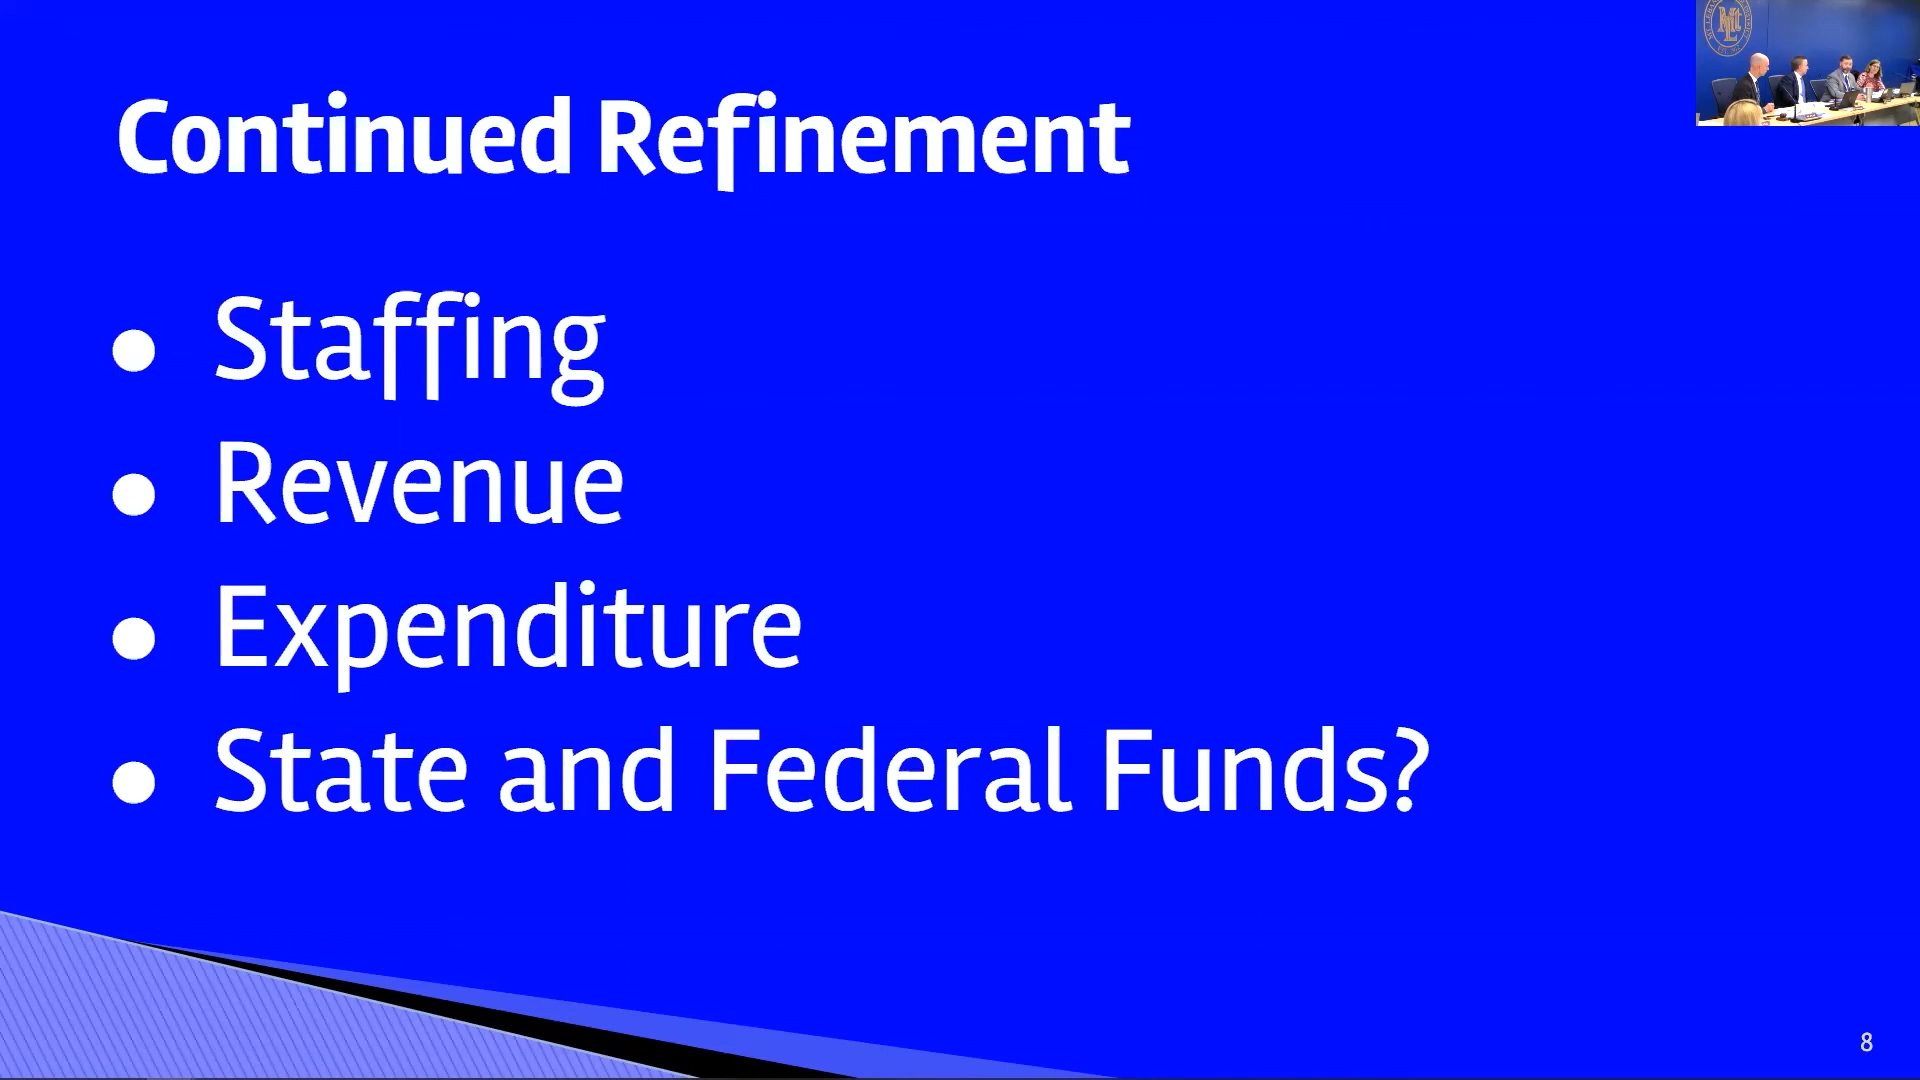 Continued Refinement
● Staffing
● Revenue
● Expenditure
● State and Federal Funds?
8